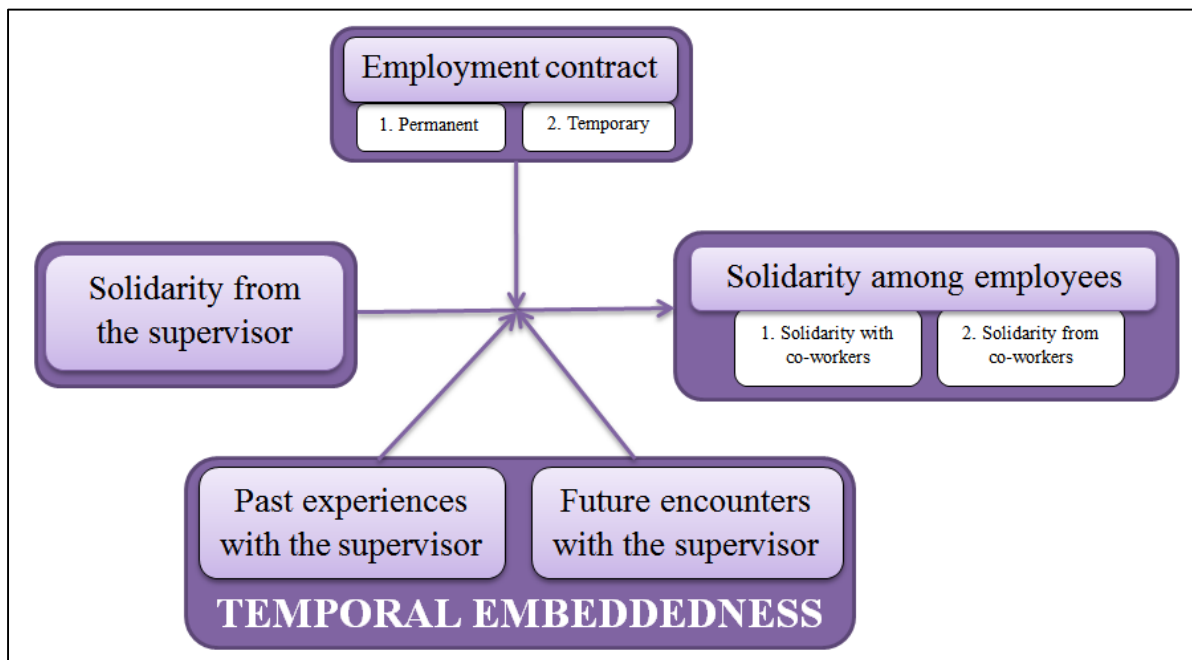 Employment contract
1. Permanent
2. Temporary
Solidarity from
the supervisor
Solidarity among employees
1. Solidarity with
co-workers
2. Solidarity from
co-workers
Past experiences
with the supervisor
Future encounters
with the supervisor
TEMPORAL EMBEDDEDNESS